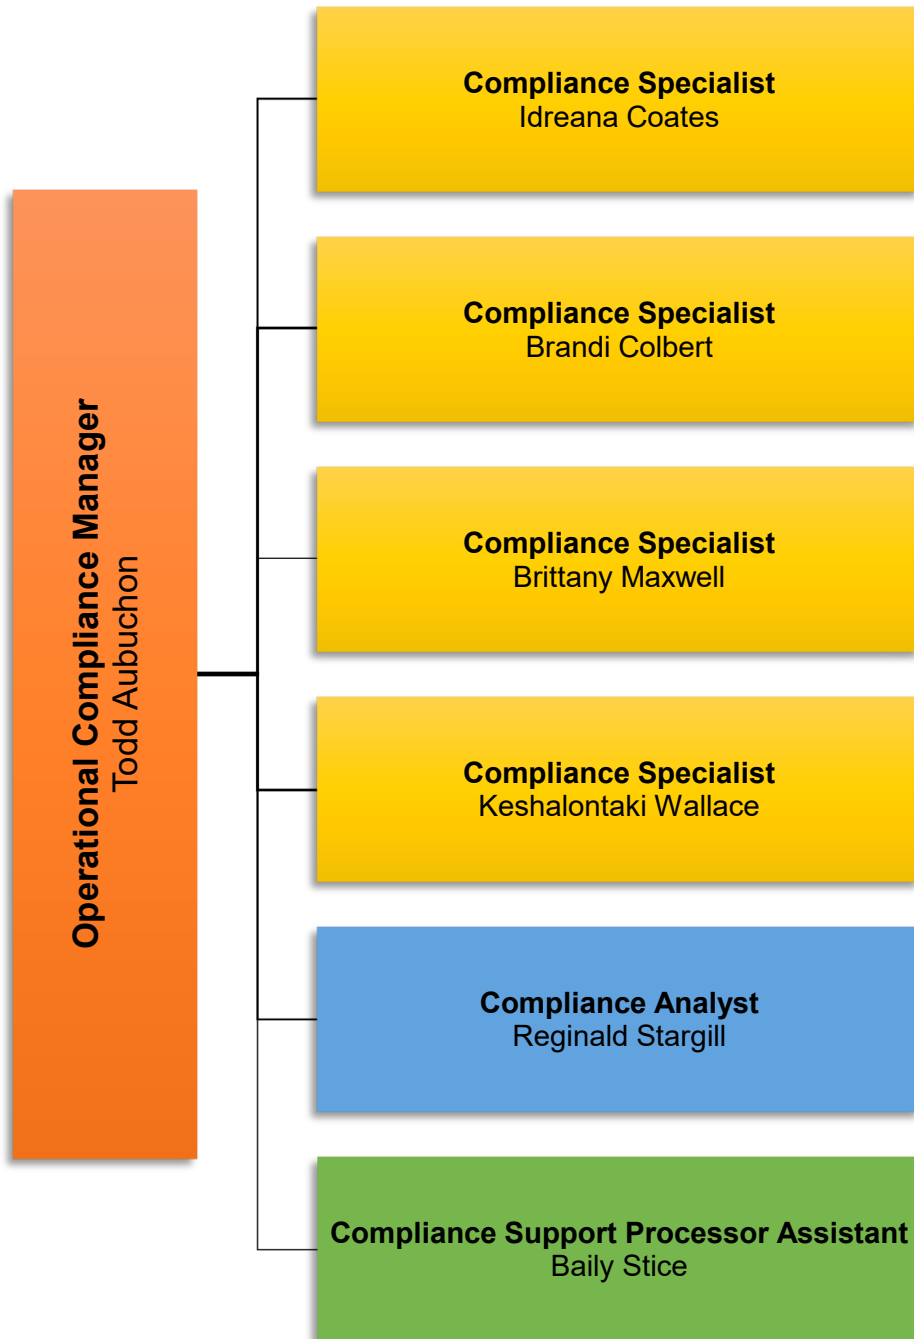 Operational Compliance Manager
Todd Aubuchon
Compliance Specialist
Idreana Coates
Compliance Specialist
Brandi Colbert
Compliance Specialist
Brittany Maxwell
Compliance Specialist
Keshalontaki Wallace
Compliance Analyst
Reginald Stargill
Compliance Support Processor Assistant
Baily Stice